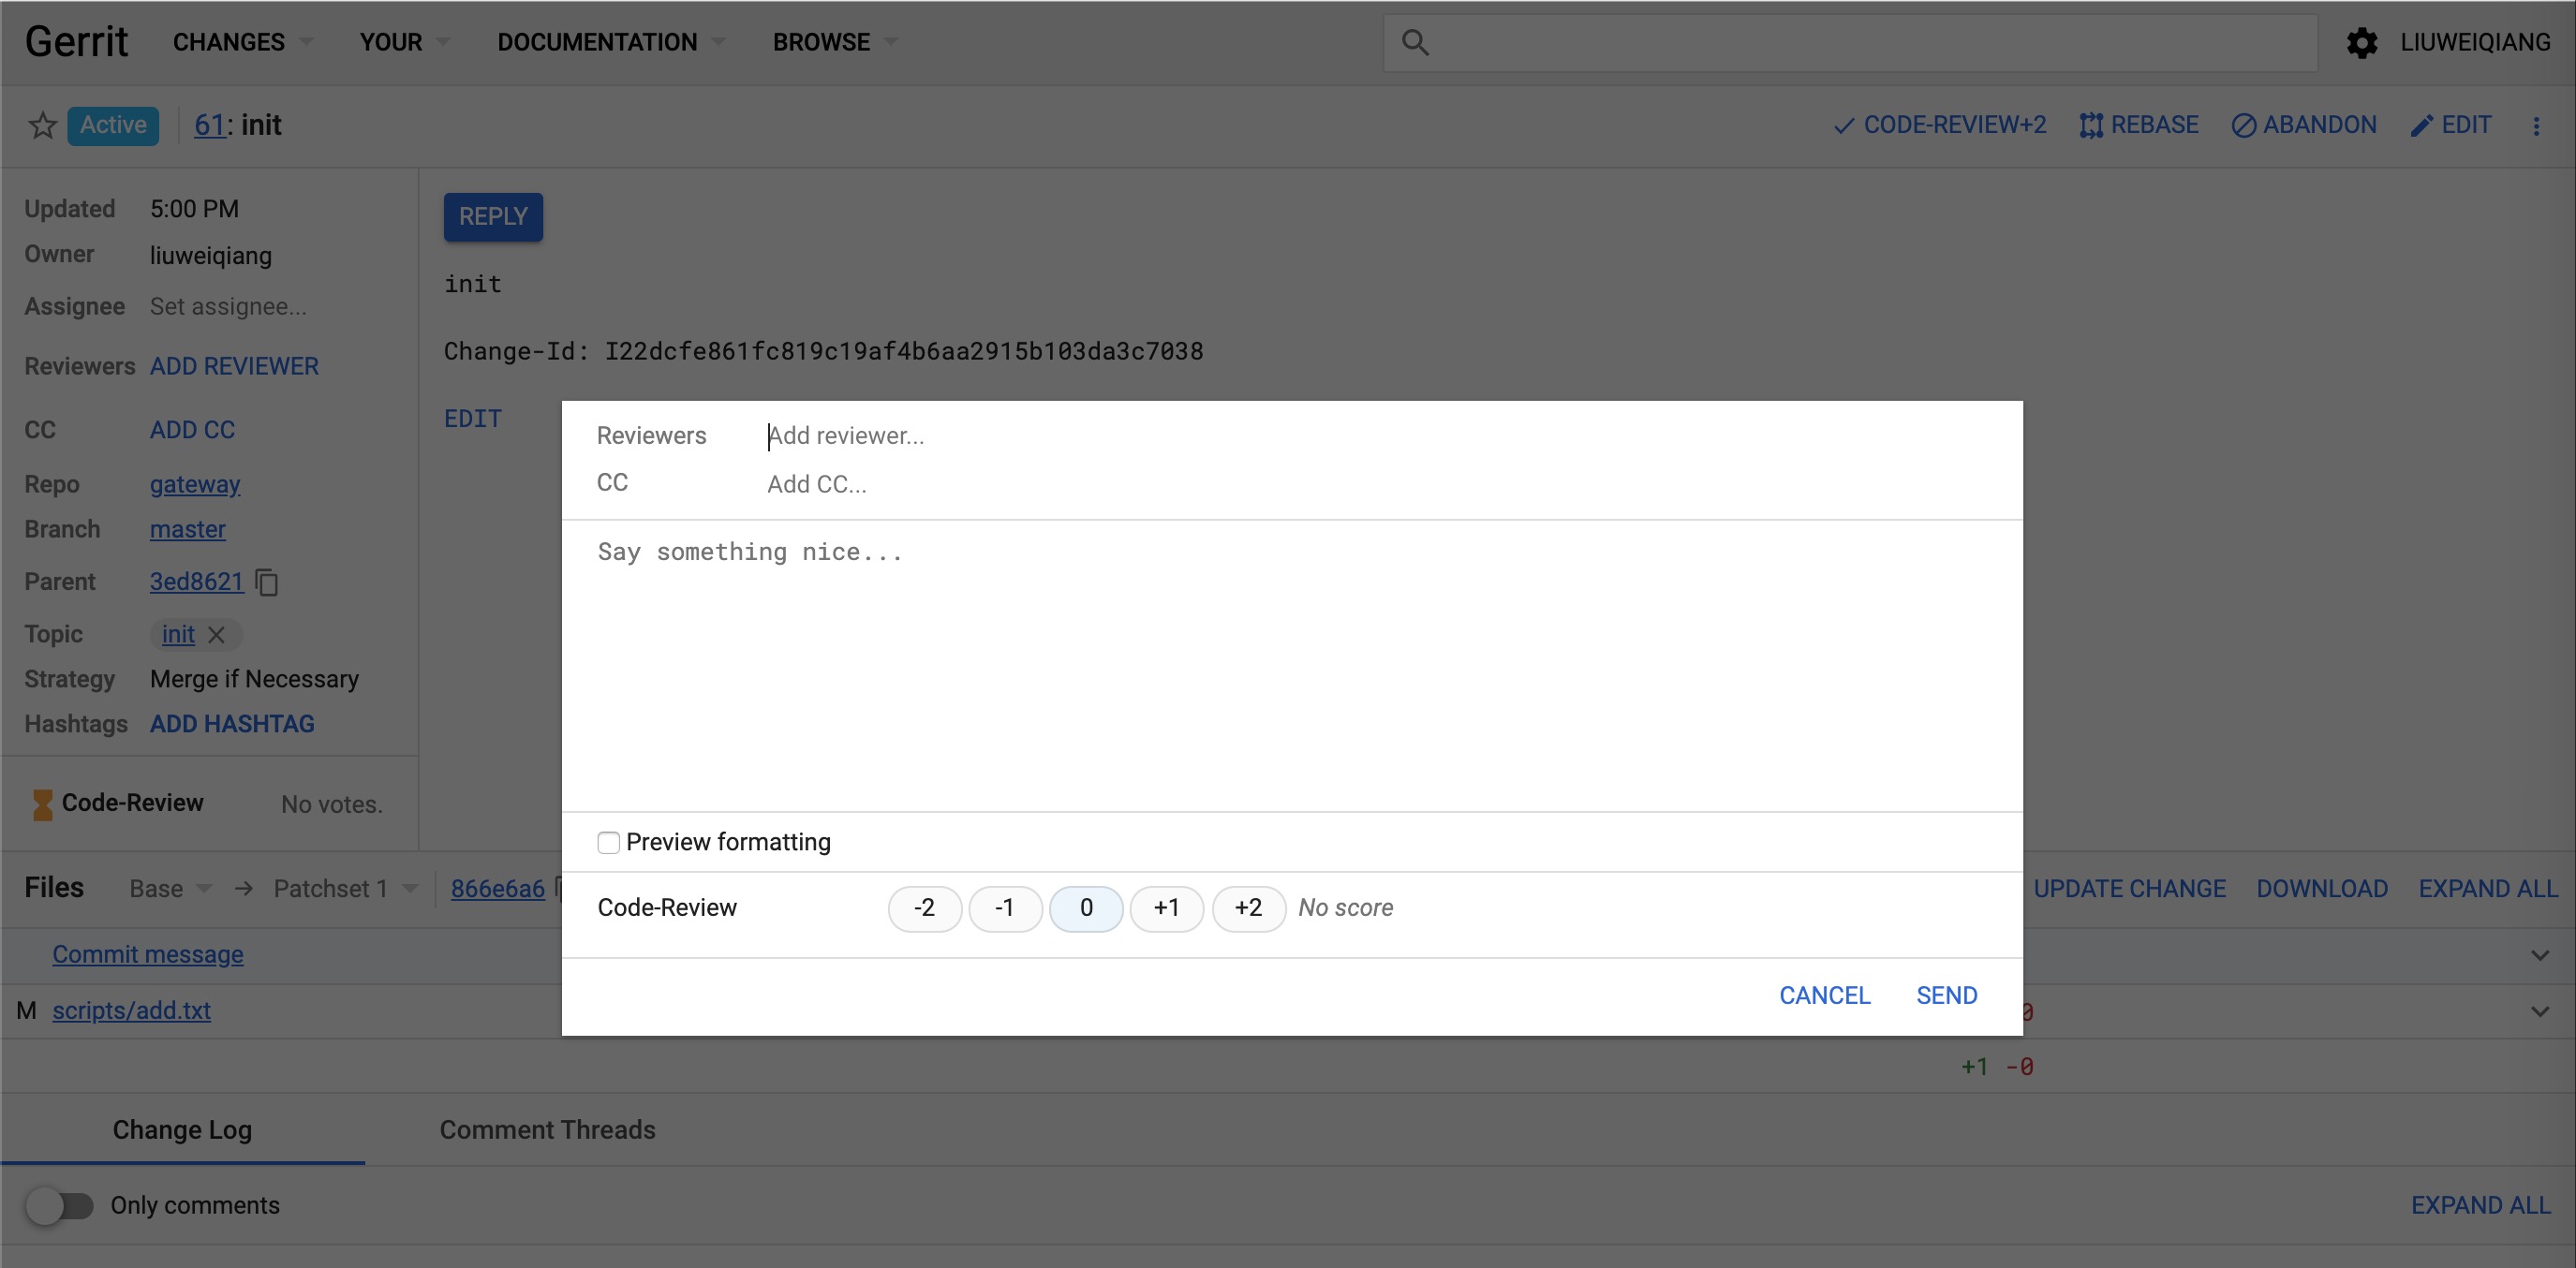 Gerrit CHANGES YOUR DOCUMENTATION BROWSE LIUWEIQIANG
Active 61: init CODE-REVIEW+2 REBASE ABANDON EDIT
Updated 5:00 PM
Owner liuweiqiang
Assignee Set assignee...
Reviewers ADD REVIEWER
CC ADD CC
Repo gateway
Branch master
Parent 3ed8621
Topic init
Strategy Merge if Necessary
Hashtags ADD HASHTAG
Code-Review No votes.
REPLY
init
Change-Id: I22dcfe861fc819c19af4b6aa2915b103da3c7038
EDIT
Reviewers Add reviewer...
CC Add CC...
Say something nice...
Preview formatting
Code-Review -2 -1 0 +1 +2 No score
CANCEL SEND
Files Base → Patchset 1 866e6a6 UPDATE CHANGE DOWNLOAD EXPAND ALL
Commit message
M scripts/add.txt 0
+1 -0
Change Log Comment Threads
Only comments EXPAND ALL